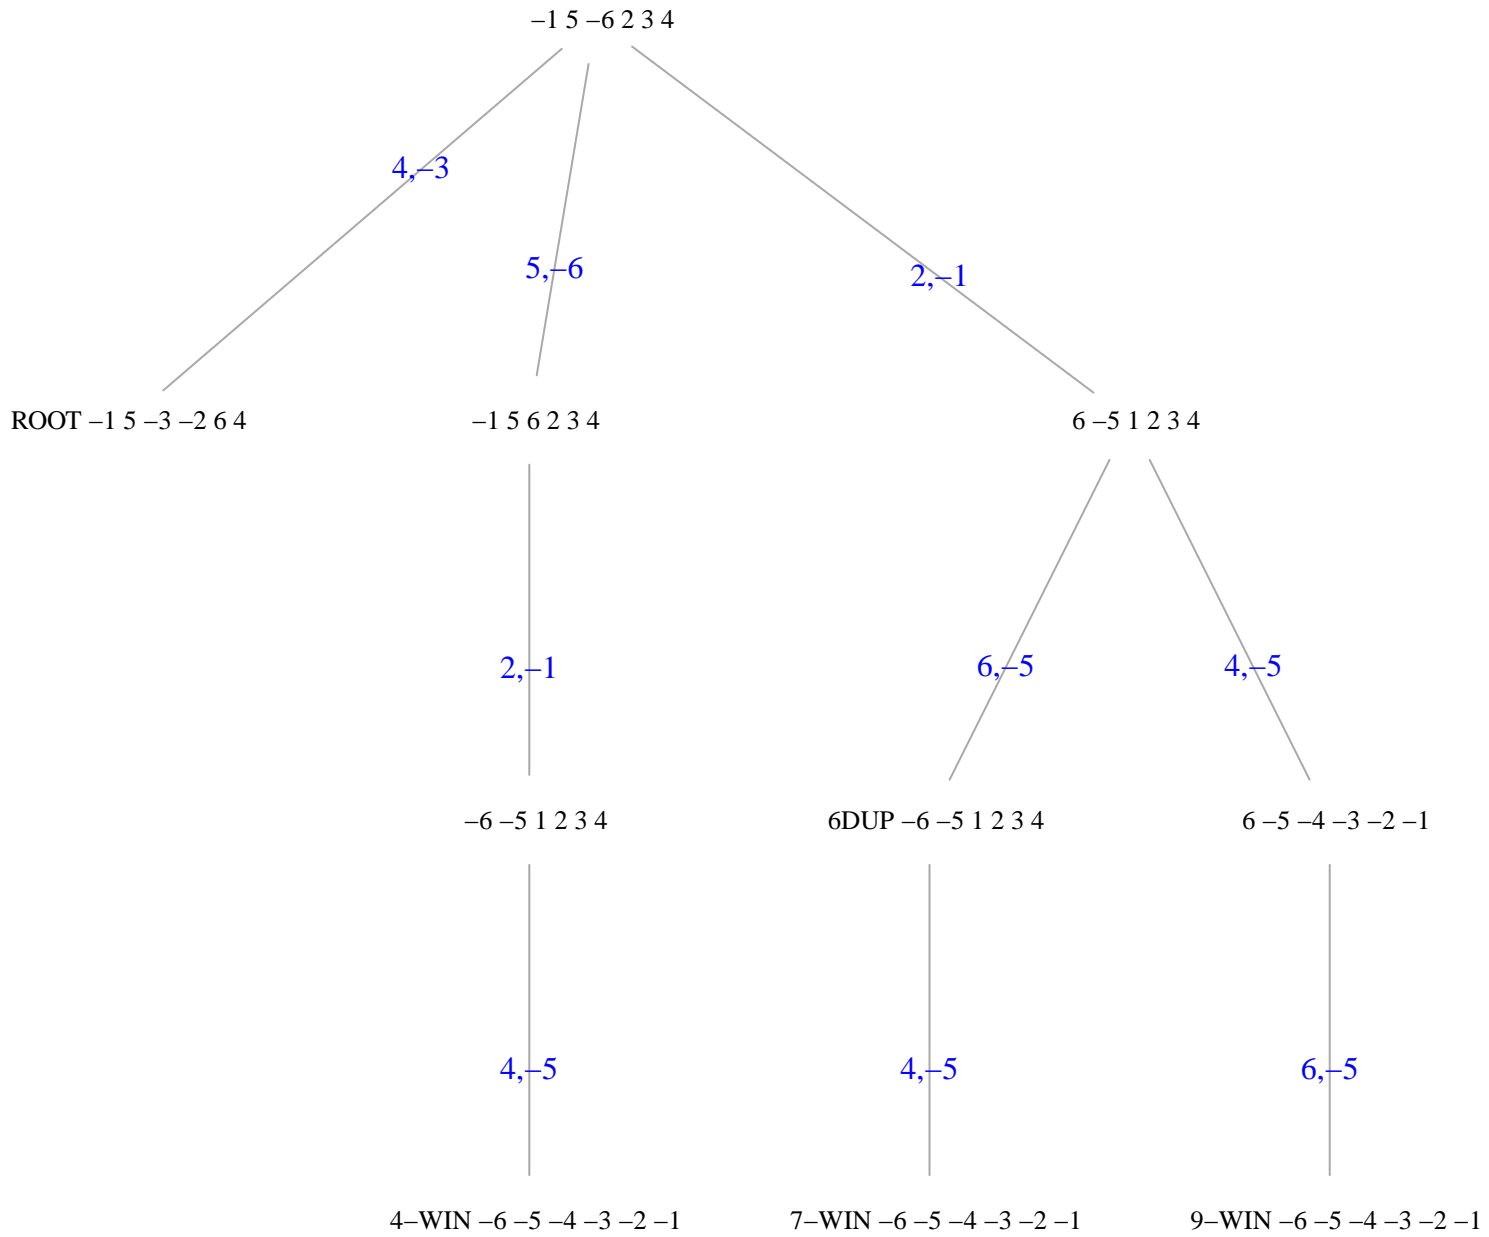 –1 5 –6 2 3 4
4,–3
5,–6
2,–1
ROOT –1 5 –3 –2 6 4
–1 5 6 2 3 4
6 –5 1 2 3 4
2,–1
6,–5
4,–5
–6 –5 1 2 3 4
6DUP –6 –5 1 2 3 4
6 –5 –4 –3 –2 –1
4,–5
4,–5
6,–5
4–WIN –6 –5 –4 –3 –2 –1
7–WIN –6 –5 –4 –3 –2 –1
9–WIN –6 –5 –4 –3 –2 –1